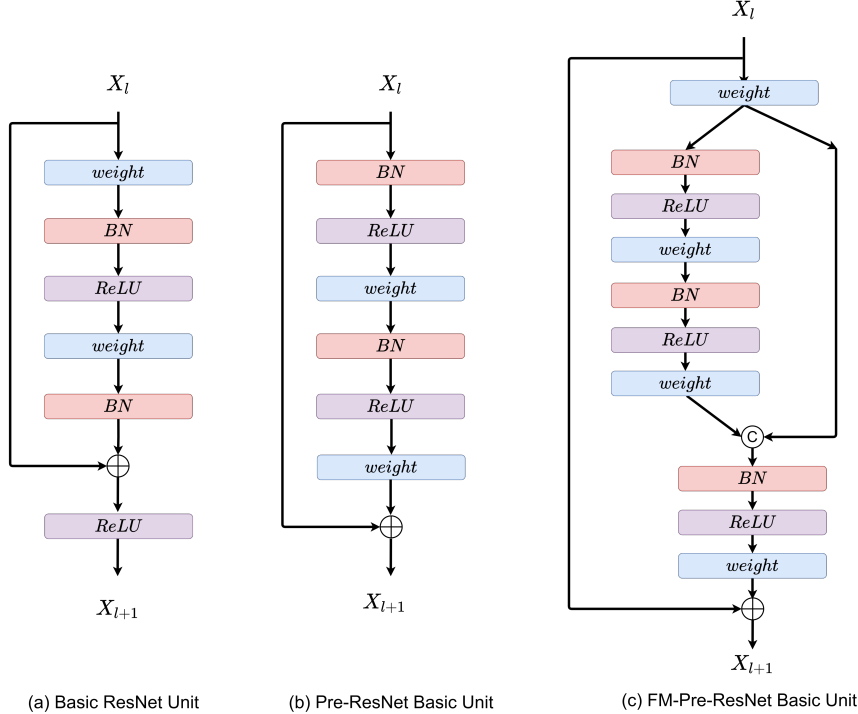 X_l
weight
BN
ReLU
weight
BN
ReLU
X_{l+1}
(a) Basic ResNet Unit
X_l
BN
ReLU
weight
BN
ReLU
weight
X_{l+1}
(b) Pre-ResNet Basic Unit
X_l
weight
BN
ReLU
weight
BN
ReLU
weight
C
BN
ReLU
weight
X_{l+1}
(c) FM-Pre-ResNet Basic Unit